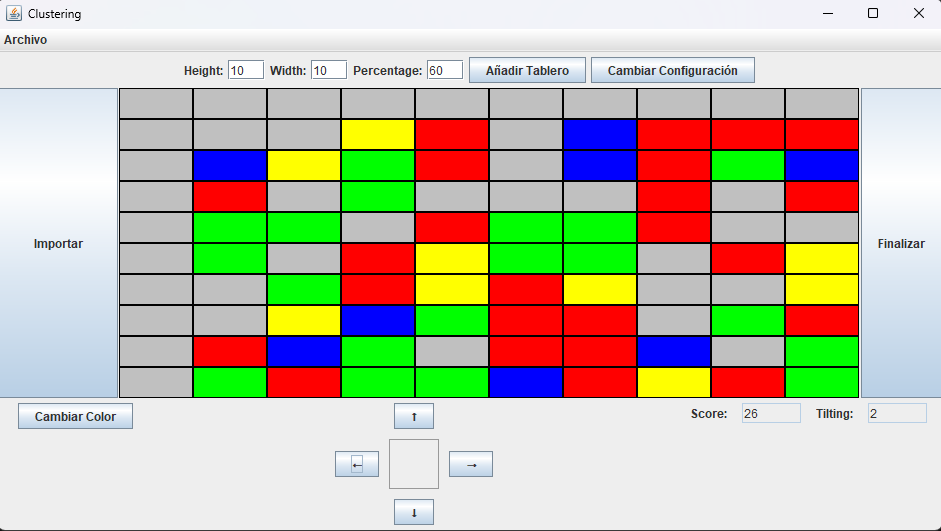 Clustering
Archivo
Height: 10 Width: 10 Percentage: 60 Añadir Tablero Cambiar Configuración
Importar
Finalizar
Cambiar Color
↑
Score: 26 Tilting: 2
← →
↓